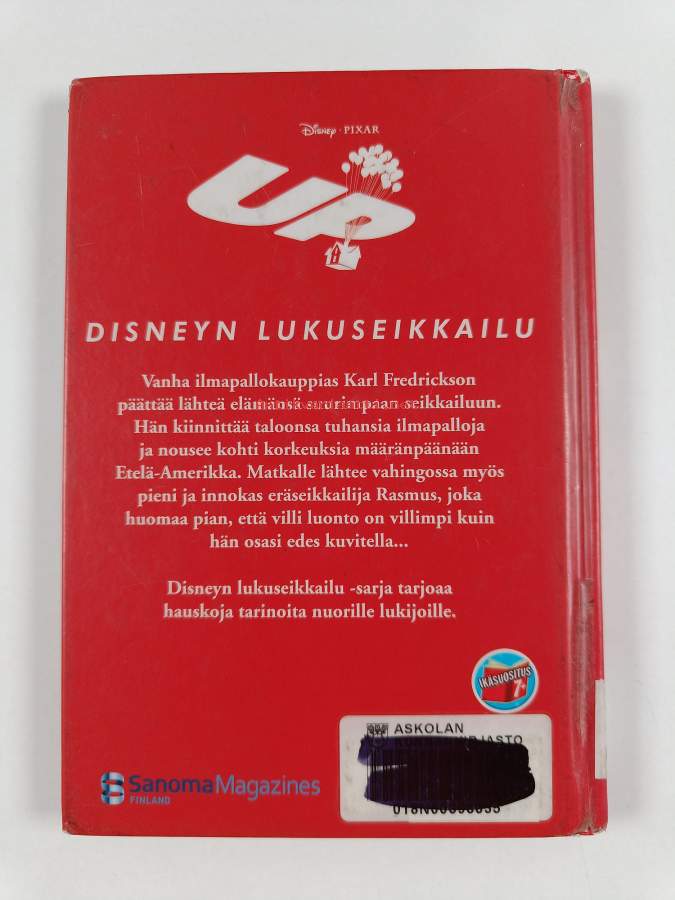 Disney · PIXAR
UP
DISNEYN LUKUSEIKKAILU
Vanha ilmapallokauppias Karl Fredrickson
päättää lähteä elämänsä suurimpaan seikkailuun.
Hän kiinnittää taloonsa tuhansia ilmapalloja
ja nousee kohti korkeuksia määränpäänään
Etelä-Amerikka. Matkalle lähtee vahingossa myös
pieni ja innokas eräseikkailija Rasmus, joka
huomaa pian, että villi luonto on villimpi kuin
hän osasi edes kuvitella...
Disneyn lukuseikkailu -sarja tarjoaa
hauskoja tarinoita nuorille lukijoille.
IKÄSUOSITUS
7+
ASKOLAN
SanomaMagazines
FINLAND